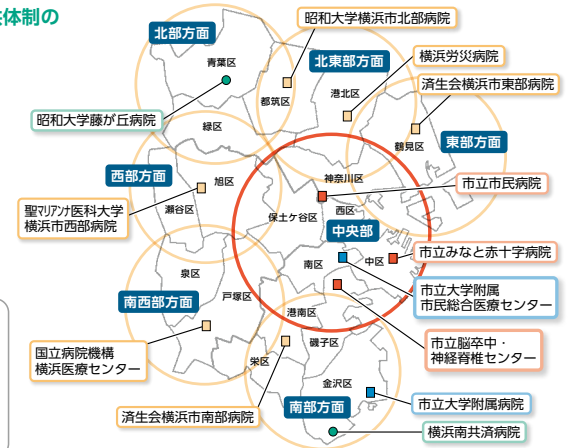 共体制の
昭和大学横浜市北部病院
北部方面
青葉区
北東部方面
横浜労災病院
済生会横浜市東部病院
都筑区
港北区
昭和大学藤が丘病院
緑区
鶴見区
東部方面
西部方面
旭区
神奈川区
市立市民病院
聖マリアンナ医科大学
横浜市西部病院
瀬谷区
保土ケ谷区
西区
中央部
市立みなと赤十字病院
南区
中区
泉区
戸塚区
市立大学附属
市民総合医療センター
南西部方面
港南区
国立病院機構
横浜医療センター
磯子区
市立脳卒中・
神経脊椎センター
栄区
金沢区
済生会横浜市南部病院
南部方面
市立大学附属病院
横浜南共済病院